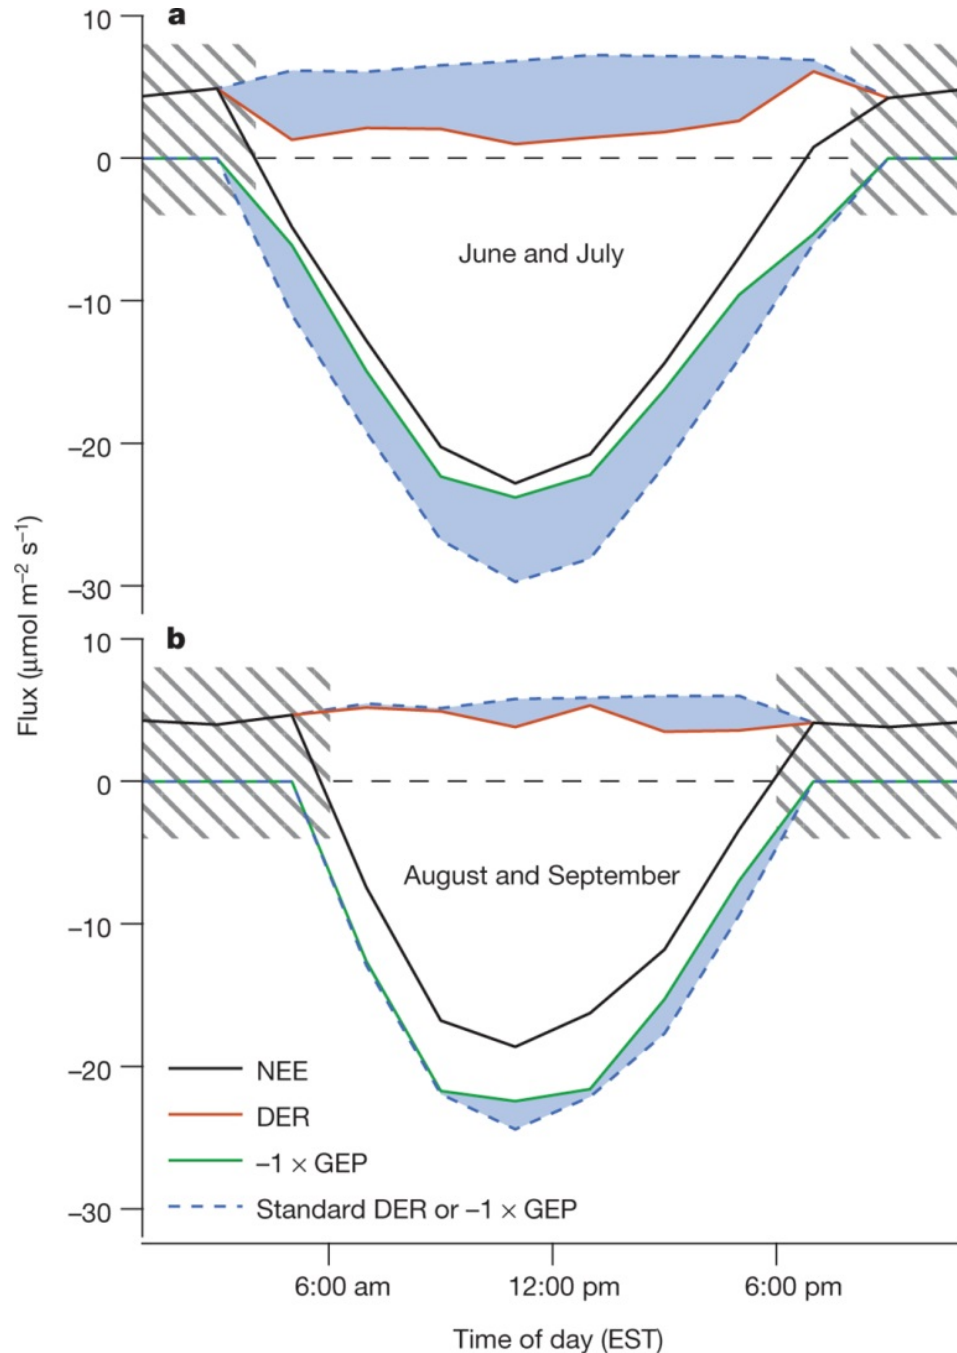 a
10
0
June and July
–10
–20
–30
Flux (μmol m⁻² s⁻¹)
b
10
0
August and September
–10
–20
–30
NEE
DER
–1 × GEP
Standard DER or –1 × GEP
6:00 am 12:00 pm 6:00 pm
Time of day (EST)